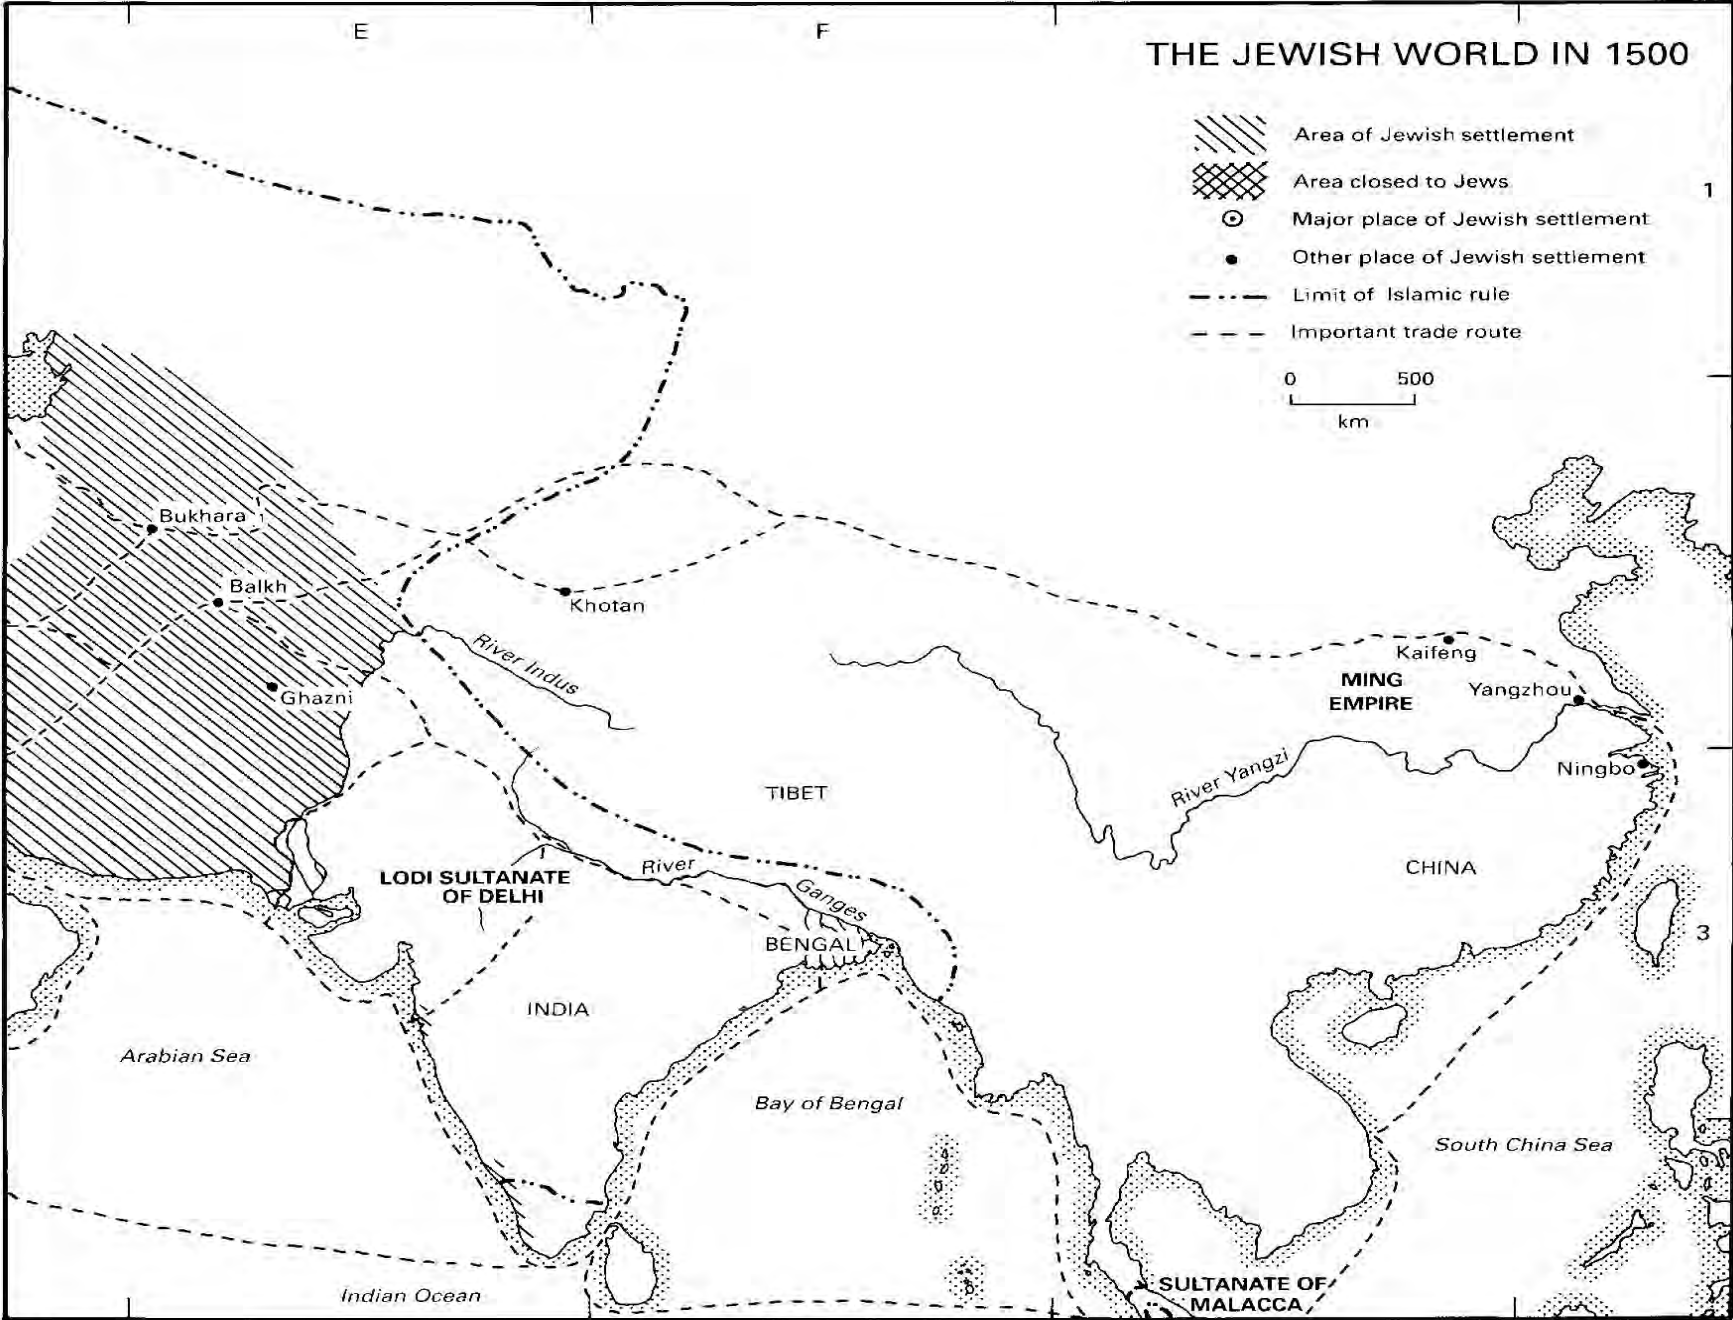 E
F
THE JEWISH WORLD IN 1500
Area of Jewish settlement
Area closed to Jews
1
Major place of Jewish settlement
Other place of Jewish settlement
Limit of Islamic rule
Important trade route
0 500
km
Bukhara
Balkh
Khotan
River Indus
Ghazni
Kaifeng
MING
EMPIRE
Yangzhou
Ningbo
River Yangzi
TIBET
CHINA
LODI SULTANATE
OF DELHI
River
Ganges
BENGAL
3
INDIA
Arabian Sea
Bay of Bengal
South China Sea
Indian Ocean
SULTANATE OF
MALACCA